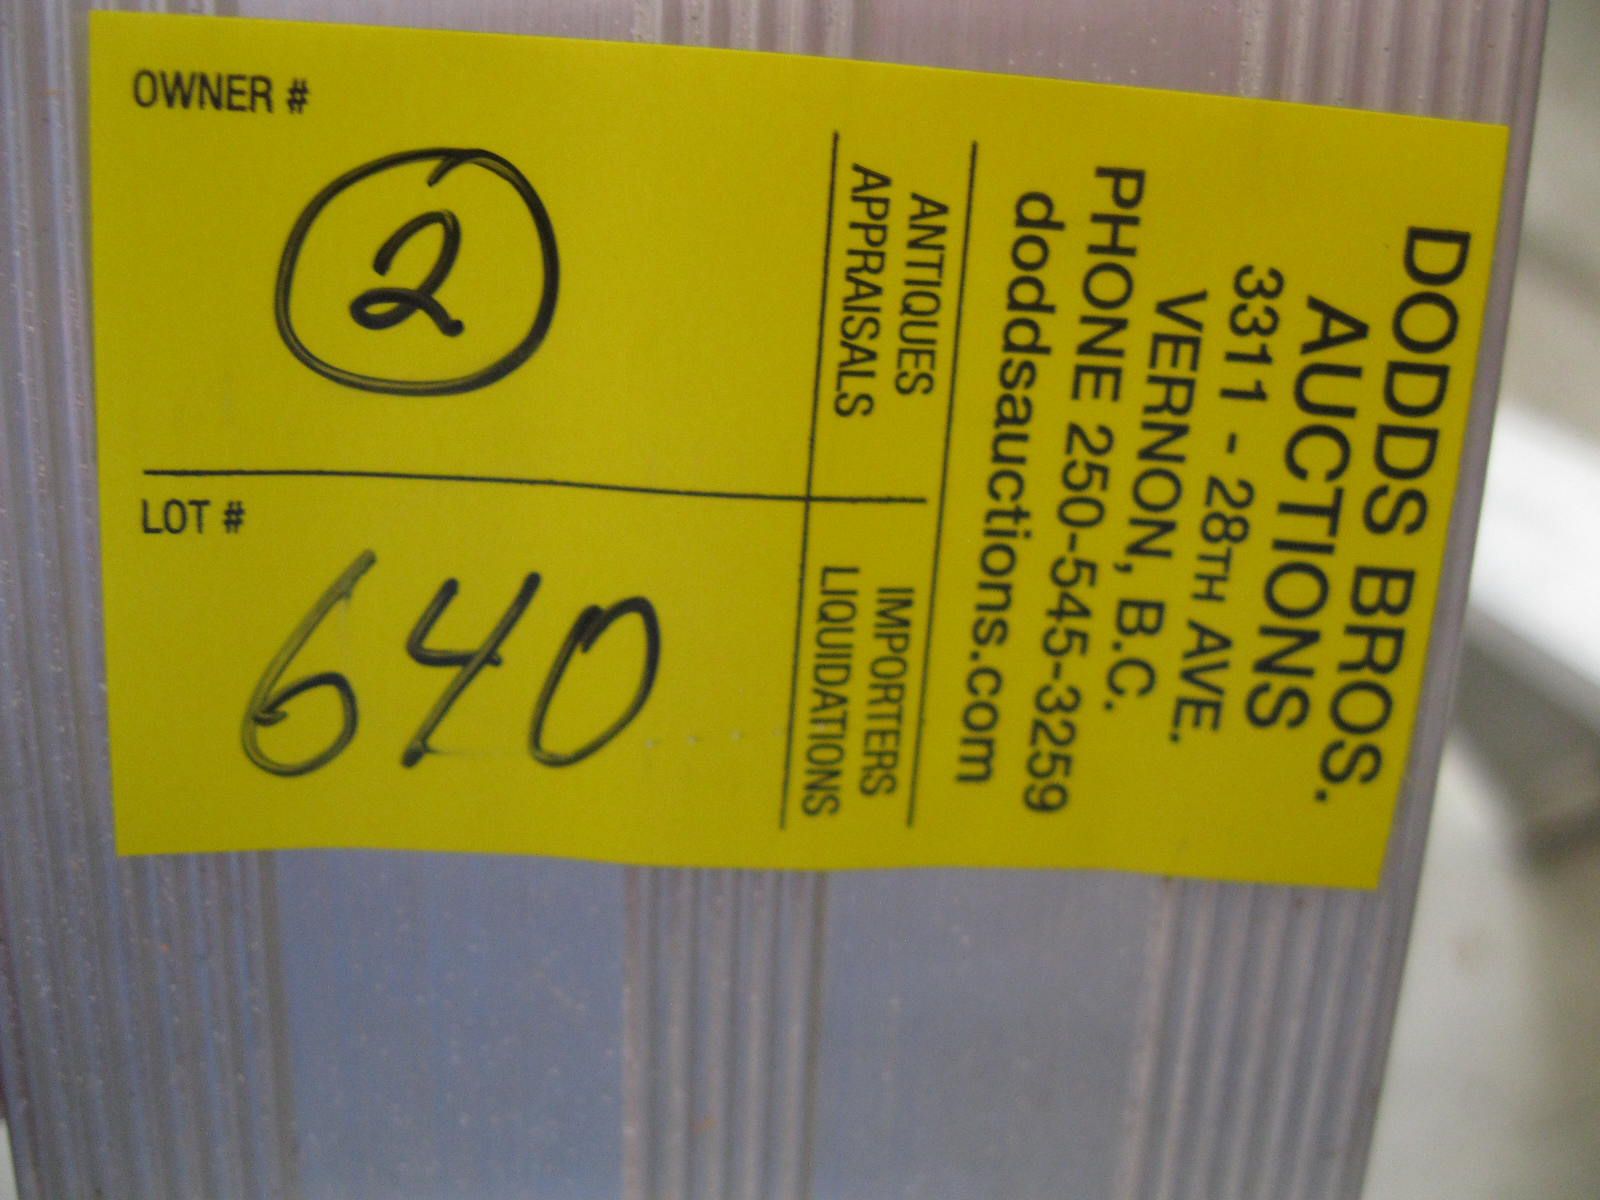 DODDS BROS.
AUCTIONS
3311 - 28TH AVE.
VERNON, B.C.
PHONE 250-545-3259
doddsauctions.com
ANTIQUES
APPRAISALS
IMPORTERS
LIQUIDATIONS
OWNER #
2
LOT #
640